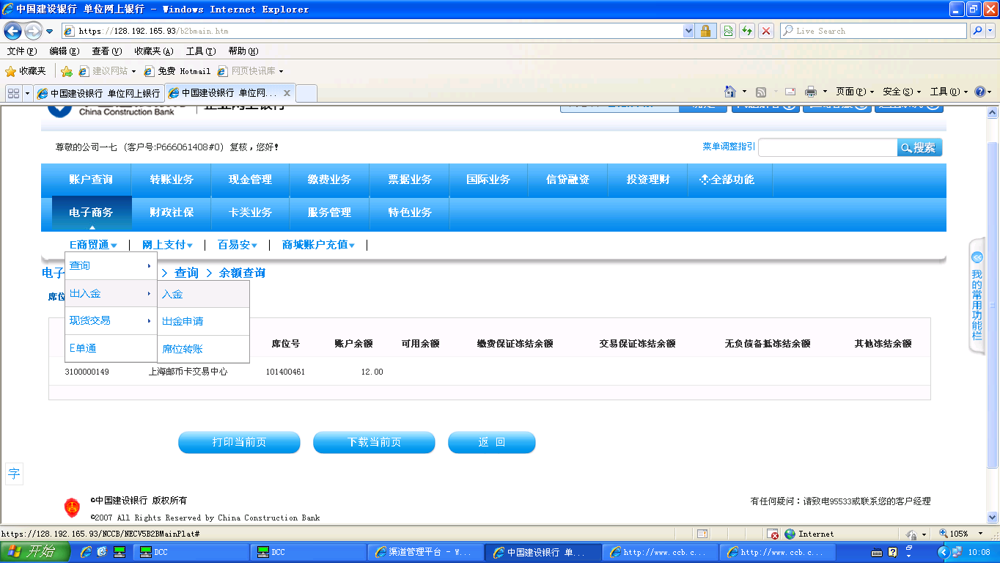 中国建设银行 单位网上银行 - Windows Internet Explorer
https://128.192.165.93/b2bmain.htm
Live Search
文件(F) 编辑(E) 查看(V) 收藏夹(A) 工具(T) 帮助(H)
收藏夹 建议网站 免费 Hotmail 网页快讯库
中国建设银行 单位网上银行 中国建设银行 单位网... 页面(P) 安全(S) 工具(O)
China Construction Bank 企业网上银行
尊敬的公司一七 (客户号:P666061408#0) 复核,您好! 菜单调整指引 搜索
账户查询 转账业务 现金管理 缴费业务 票据业务 国际业务 信贷融资 投资理财 全部功能
电子商务 财政社保 卡类业务 服务管理 特色业务
E商贸通 网上支付 百易安 商城账户充值
电子 > 查询 > 余额查询
席位
查询
出入金
现货交易
E单通
入金
出金申请
席位转账
席位号 账户余额 可用余额 缴费保证冻结余额 交易保证冻结余额 无负债备抵冻结余额 其他冻结余额
3100000149 上海邮币卡交易中心 101400461 12.00
我的常用功能栏
打印当前页 下载当前页 返 回
字
©中国建设银行 版权所有
©2007 All Rights Reserved by China Construction Bank
有任何疑问:请致电95533或联系您的客户经理
https://128.192.165.93/NCCB/NECV5B2BMainPlat# Internet 105%
开始 DCC DCC 渠道管理平台 - W... 中国建设银行 单... http://www.ccb.c... http://www.ccb.c... 10:08